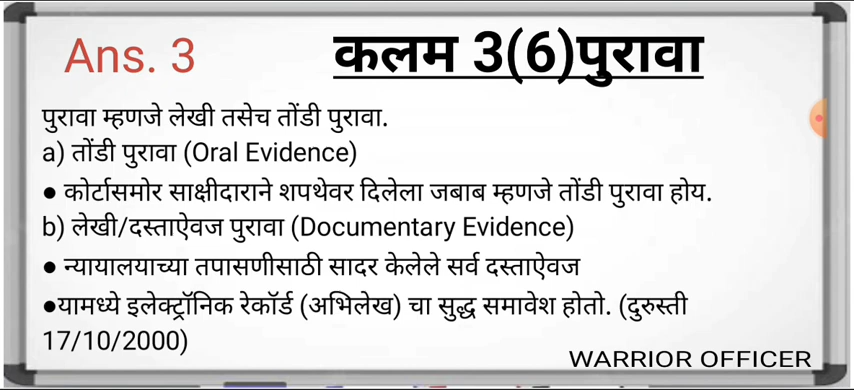 Ans. 3
कलम 3(6)पुरावा
पुरावा म्हणजे लेखी तसेच तोंडी पुरावा.
a) तोंडी पुरावा (Oral Evidence)
● कोर्टासमोर साक्षीदाराने शपथेवर दिलेला जबाब म्हणजे तोंडी पुरावा होय.
b) लेखी/दस्ताऐवज पुरावा (Documentary Evidence)
● न्यायालयाच्या तपासणीसाठी सादर केलेले सर्व दस्ताऐवज
●यामध्ये इलेक्ट्रॉनिक रेकॉर्ड (अभिलेख) चा सुद्ध समावेश होतो. (दुरुस्ती
17/10/2000)
WARRIOR OFFICER